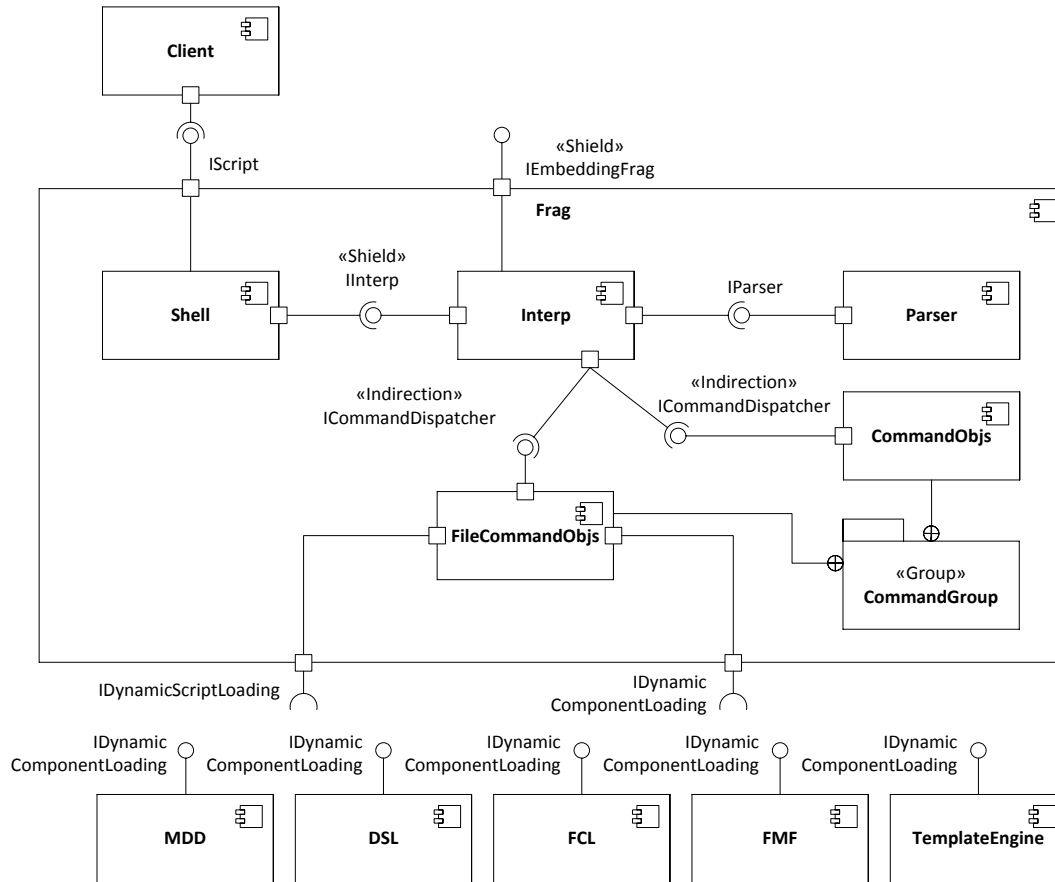 Client
IScript
«Shield»
IEmbeddingFrag
Frag
«Shield»
IInterp
IParser
Shell
Interp
Parser
«Indirection»
ICommandDispatcher
«Indirection»
ICommandDispatcher
CommandObjs
FileCommandObjs
«Group»
CommandGroup
IDynamicScriptLoading
IDynamic
ComponentLoading
IDynamic
ComponentLoading
IDynamic
ComponentLoading
IDynamic
ComponentLoading
IDynamic
ComponentLoading
IDynamic
ComponentLoading
MDD
DSL
FCL
FMF
TemplateEngine